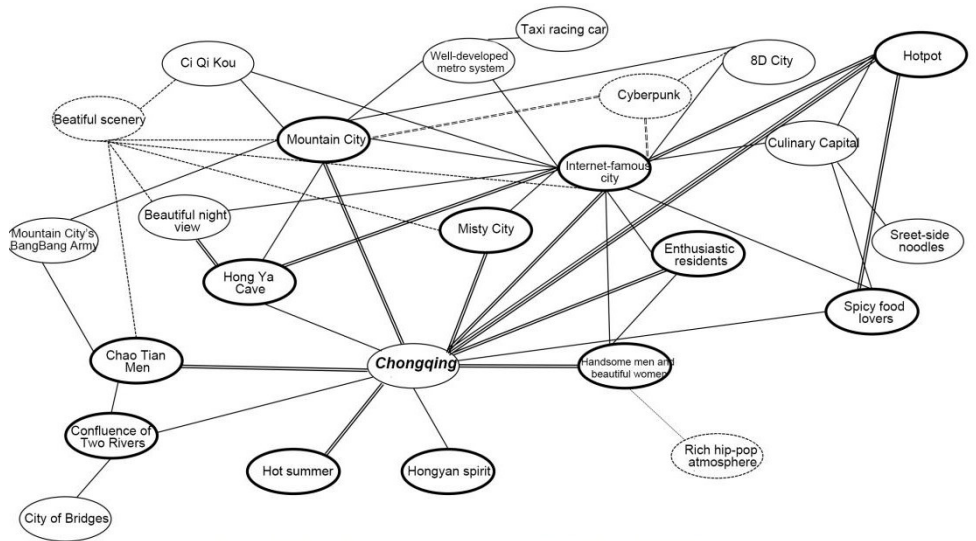 Taxi racing car
Ci Qi Kou
Well-developed
metro system
8D City
Hotpot
Cyberpunk
Beatiful scenery
Mountain City
Culinary Capital
Internet-famous
city
Beautiful night
view
Mountain City's
BangBang Army
Misty City
Sreet-side
noodles
Enthusiastic
residents
Hong Ya
Cave
Spicy food
lovers
Chao Tian
Men
Chongqing
Handsome men and
beautiful women
Confluence of
Two Rivers
Rich hip-pop
atmosphere
Hot summer
Hongyan spirit
City of Bridges